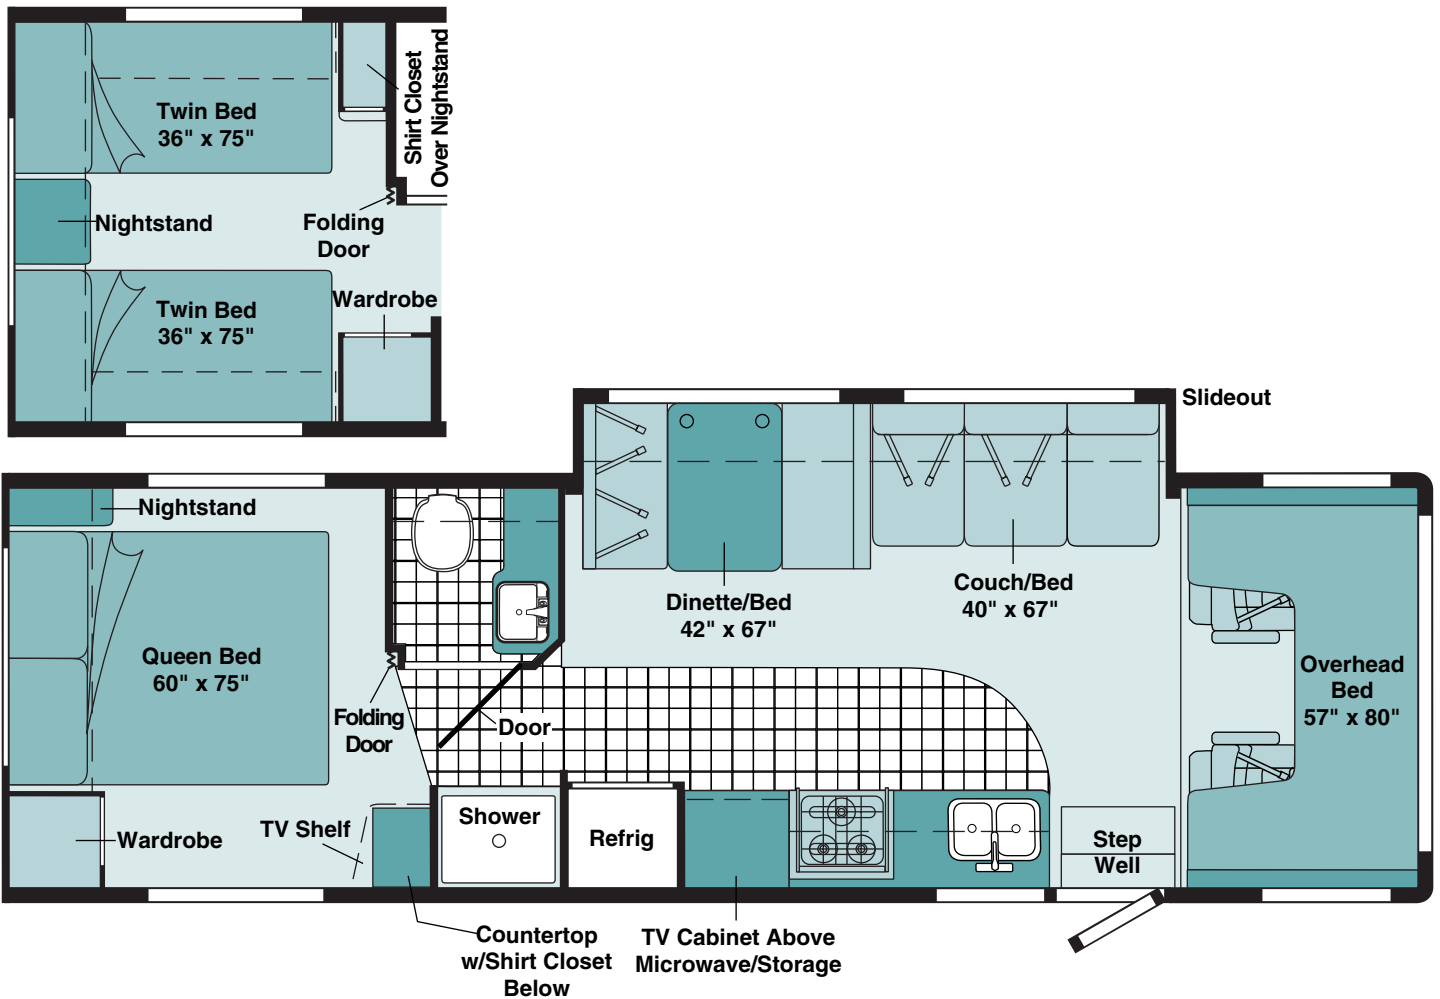 Twin Bed
36" x 75"
Shirt Closet
Over Nightstand
Nightstand
Folding
Door
Twin Bed
36" x 75"
Wardrobe
Slideout
Nightstand
Queen Bed
60" x 75"
Folding
Door
Door
Dinette/Bed
42" x 67"
Couch/Bed
40" x 67"
Overhead
Bed
57" x 80"
Wardrobe
TV Shelf
Shower
Refrig
Step
Well
Countertop
w/Shirt Closet
Below
TV Cabinet Above
Microwave/Storage